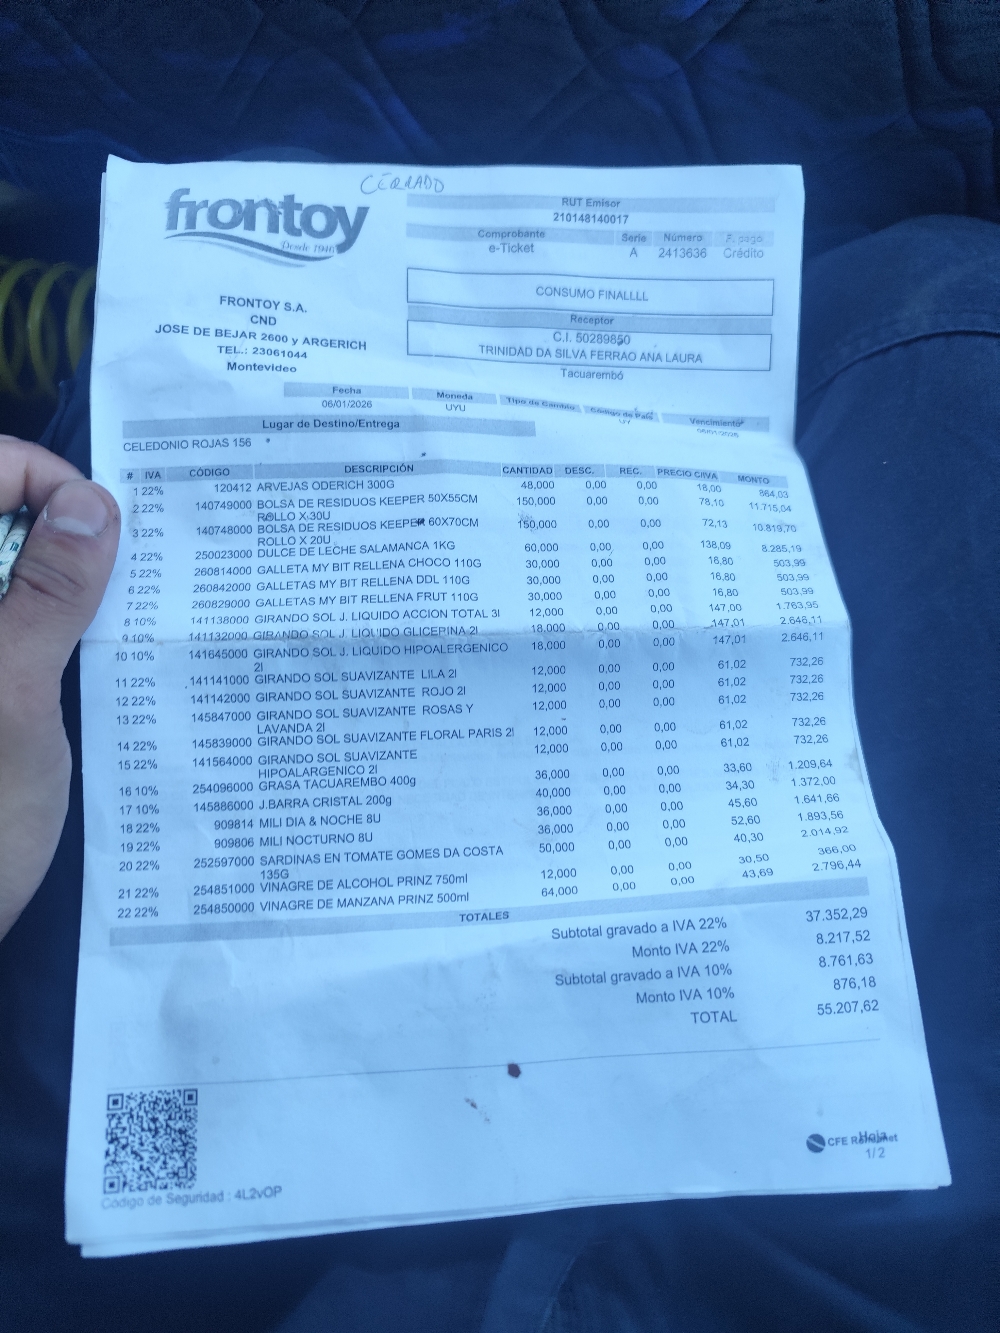 CERRADO
frontoy
Desde 1940
RUT Emisor
210148140017
Comprobante Serie Número F. pago
e-Ticket A 2413636 Crédito
CONSUMO FINALLLL
Receptor
C.I. 50289850
TRINIDAD DA SILVA FERRAO ANA LAURA
Tacuarembó
FRONTOY S.A.
CND
JOSE DE BEJAR 2600 y ARGERICH
TEL.: 23061044
Montevideo
Fecha Moneda Tipo de Cambio Código de País Vencimiento
06/01/2026 UYU UY
Lugar de Destino/Entrega
CELEDONIO ROJAS 156
# IVA CÓDIGO DESCRIPCIÓN CANTIDAD DESC. REC. PRECIO C/IVA MONTO
1 22% 120412 ARVEJAS ODERICH 300G 48,000 0,00 0,00 18,00 864,03
2 22% 140749000 BOLSA DE RESIDUOS KEEPER 50X55CM 150,000 0,00 0,00 78,10 11.715,04
ROLLO X 30U
3 22% 140748000 BOLSA DE RESIDUOS KEEPER 60X70CM 150,000 0,00 0,00 72,13 10.819,70
ROLLO X 20U
4 22% 250023000 DULCE DE LECHE SALAMANCA 1KG 60,000 0,00 0,00 138,09 8.285,19
5 22% 260814000 GALLETA MY BIT RELLENA CHOCO 110G 30,000 0,00 0,00 16,80 503,99
6 22% 260842000 GALLETAS MY BIT RELLENA DDL 110G 30,000 0,00 0,00 16,80 503,99
7 22% 260829000 GALLETAS MY BIT RELLENA FRUT 110G 30,000 0,00 0,00 16,80 503,99
8 10% 141138000 GIRANDO SOL J. LIQUIDO ACCION TOTAL 3l 12,000 0,00 0,00 147,00 1.763,95
9 10% 141132000 GIRANDO SOL J. LIQUIDO GLICEPINA 2l 18,000 0,00 0,00 147,01 2.646,11
10 10% 141645000 GIRANDO SOL J. LIQUIDO HIPOALERGENICO 18,000 0,00 0,00 147,01 2.646,11
2l
11 22% 141141000 GIRANDO SOL SUAVIZANTE LILA 2l 12,000 0,00 0,00 61,02 732,26
12 22% 141142000 GIRANDO SOL SUAVIZANTE ROJO 2l 12,000 0,00 0,00 61,02 732,26
13 22% 145847000 GIRANDO SOL SUAVIZANTE ROSAS Y 12,000 0,00 0,00 61,02 732,26
LAVANDA 2l
14 22% 145839000 GIRANDO SOL SUAVIZANTE FLORAL PARIS 2l 12,000 0,00 0,00 61,02 732,26
15 22% 141564000 GIRANDO SOL SUAVIZANTE 12,000 0,00 0,00 61,02 732,26
HIPOALARGENICO 2l
16 10% 254096000 GRASA TACUAREMBO 400g 36,000 0,00 0,00 33,60 1.209,64
17 10% 145886000 J.BARRA CRISTAL 200g 40,000 0,00 0,00 34,30 1.372,00
18 22% 909814 MILI DIA & NOCHE 8U 36,000 0,00 0,00 45,60 1.641,66
19 22% 909806 MILI NOCTURNO 8U 36,000 0,00 0,00 52,60 1.893,56
20 22% 252597000 SARDINAS EN TOMATE GOMES DA COSTA 50,000 0,00 0,00 40,30 2.014,92
135G
21 22% 254851000 VINAGRE DE ALCOHOL PRINZ 750ml 12,000 0,00 0,00 30,50 366,00
22 22% 254850000 VINAGRE DE MANZANA PRINZ 500ml 64,000 0,00 0,00 43,69 2.796,44
TOTALES
Subtotal gravado a IVA 22% 37.352,29
Monto IVA 22% 8.217,52
Subtotal gravado a IVA 10% 8.761,63
Monto IVA 10% 876,18
TOTAL 55.207,62
CFE
Hoja
1/ 2
Código de Seguridad : 4L2vOP